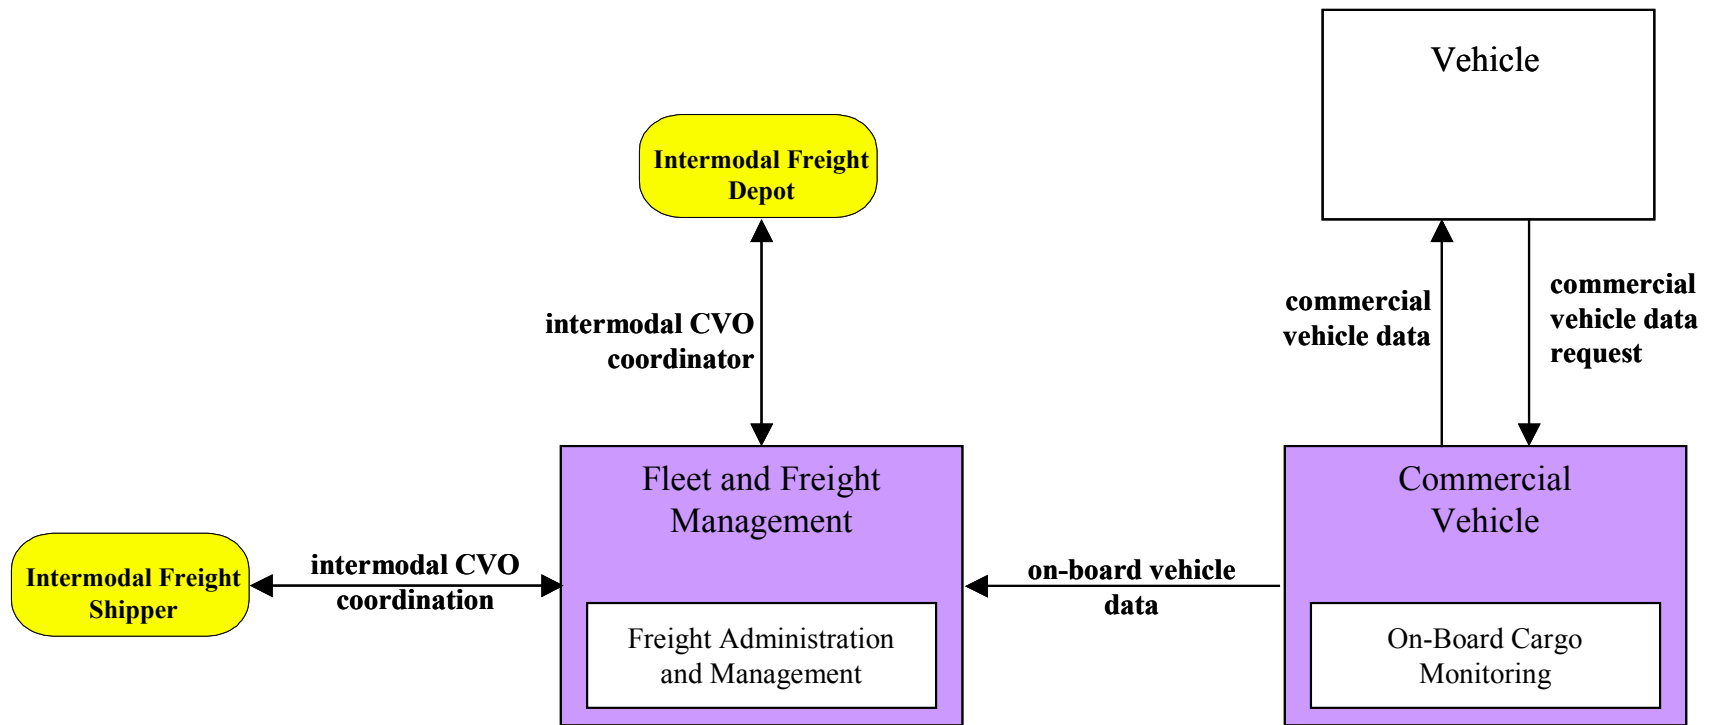 Vehicle
Intermodal Freight
Depot
commercial
vehicle data
commercial
vehicle data
request
intermodal CVO
coordinator
Fleet and Freight
Management
Commercial
Vehicle
Intermodal Freight
Shipper
intermodal CVO
coordination
on-board vehicle
data
Freight Administration
and Management
On-Board Cargo
Monitoring